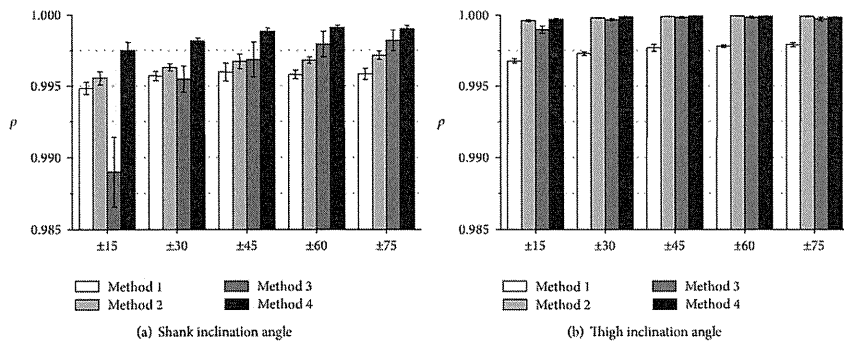 1.000
0.995
0.990
0.985
ρ
±15 ±30 ±45 ±60 ±75
Method 1 Method 3
Method 2 Method 4
(a) Shank inclination angle
1.000
0.995
0.990
0.985
ρ
±15 ±30 ±45 ±60 ±75
Method 1 Method 3
Method 2 Method 4
(b) Thigh inclination angle